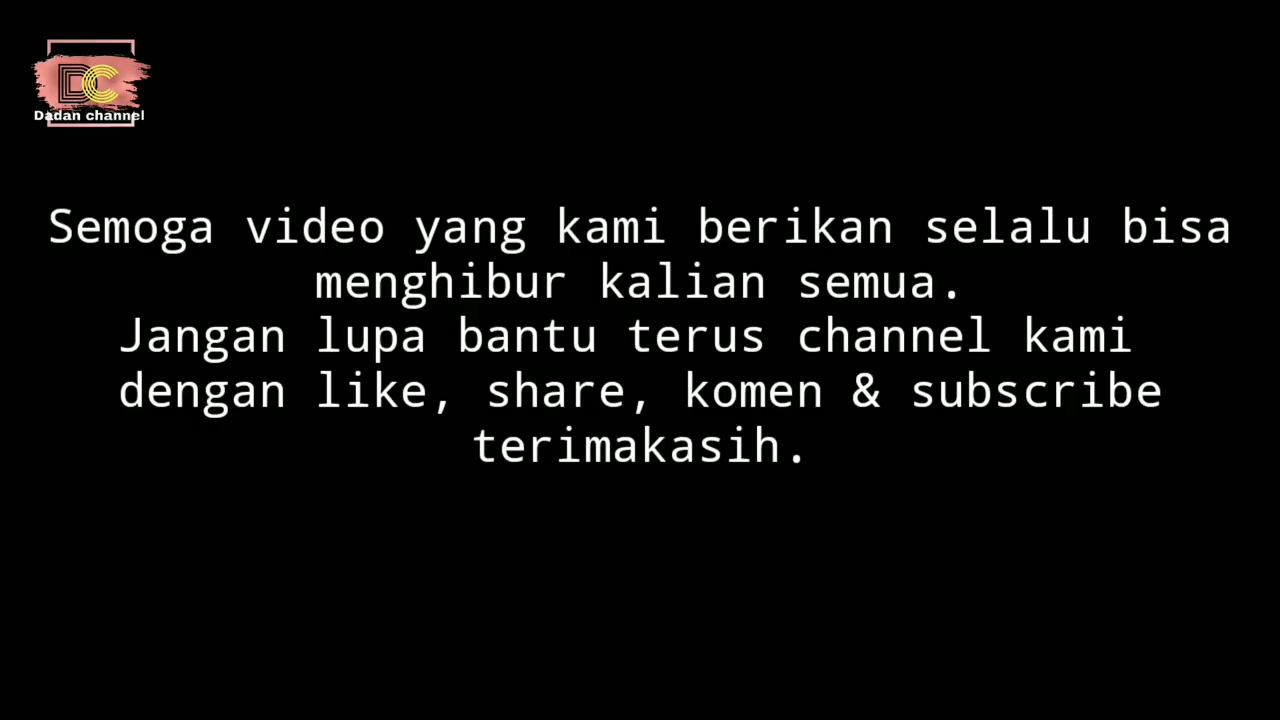 DC
Dadan channel
Semoga video yang kami berikan selalu bisa
menghibur kalian semua.
Jangan lupa bantu terus channel kami
dengan like, share, komen & subscribe
terimakasih.